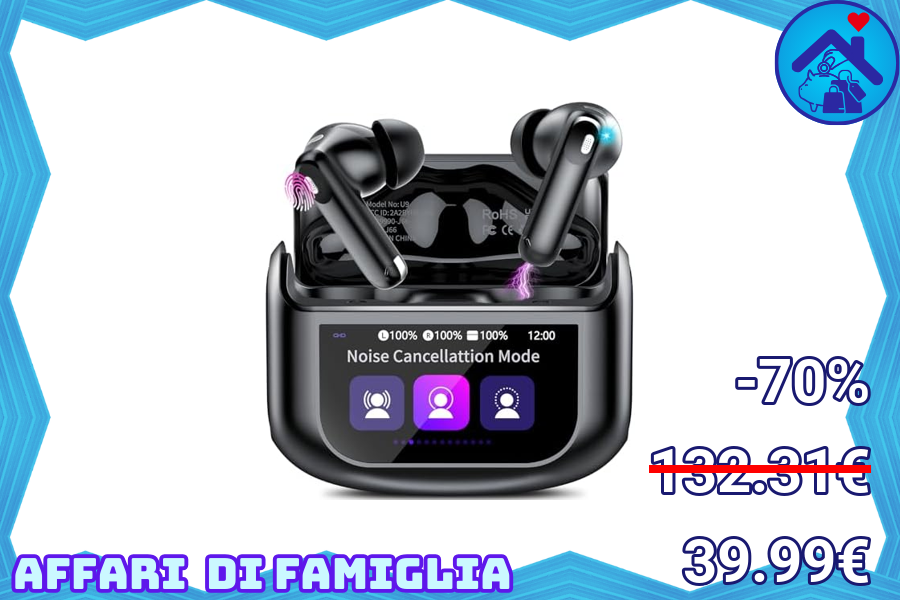 Model No: U9
RoHS
FC CE
L 100% R 100% 100% 12:00
Noise Cancellattion Mode
-70%
132.31€
39.99€
AFFARI DI FAMIGLIA